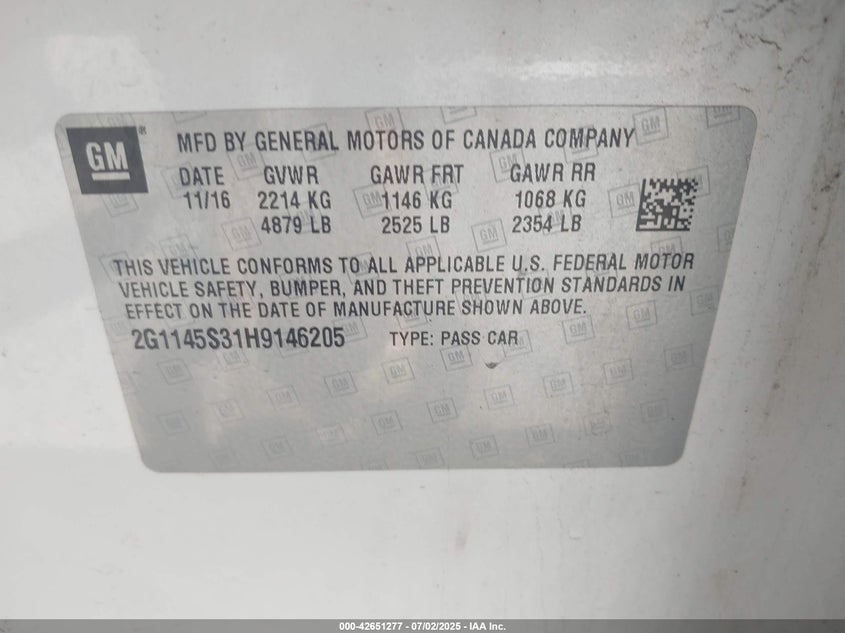 GM
MFD BY GENERAL MOTORS OF CANADA COMPANY
DATE GVWR GAWR FRT GAWR RR
11/16 2214 KG 1146 KG 1068 KG
4879 LB 2525 LB 2354 LB
THIS VEHICLE CONFORMS TO ALL APPLICABLE U.S. FEDERAL MOTOR
VEHICLE SAFETY, BUMPER, AND THEFT PREVENTION STANDARDS IN
EFFECT ON THE DATE OF MANUFACTURE SHOWN ABOVE.
2G1145S31H9146205 TYPE: PASS CAR
000-42651277 - 07/02/2025 - IAA Inc.